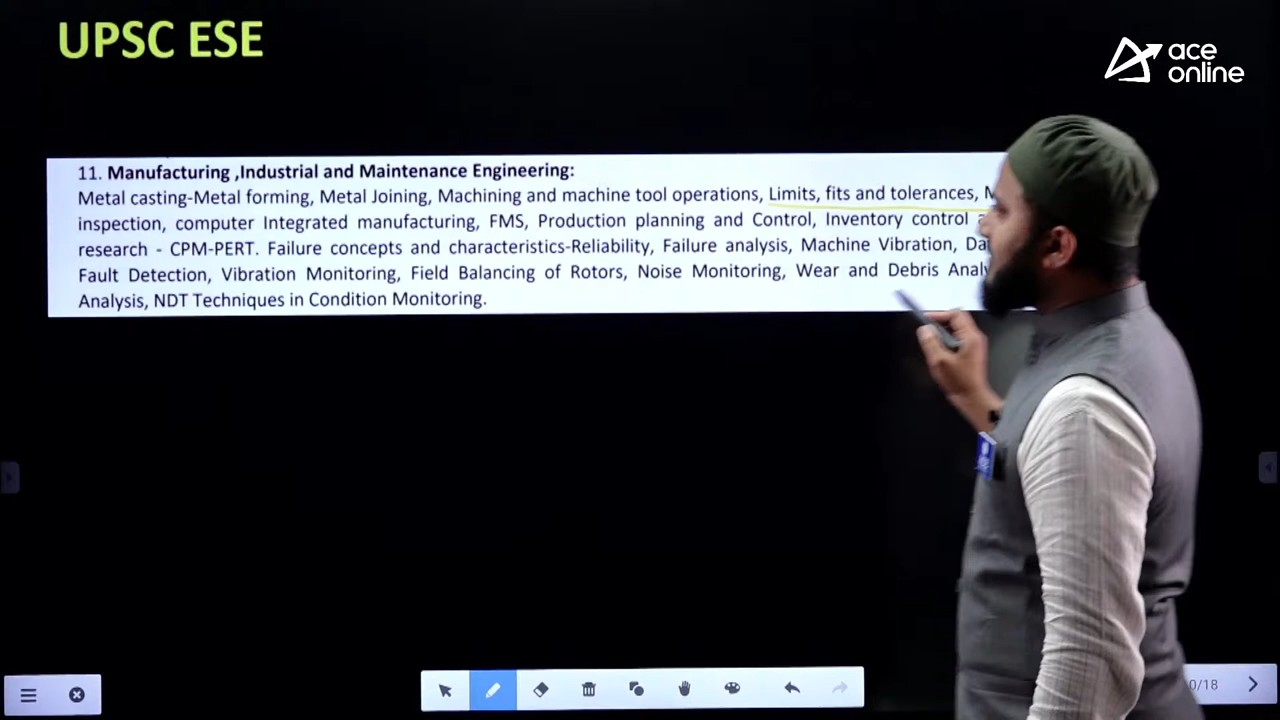 UPSC ESE
ace
online
11. Manufacturing ,Industrial and Maintenance Engineering:
Metal casting-Metal forming, Metal Joining, Machining and machine tool operations, Limits, fits and tolerances,
inspection, computer Integrated manufacturing, FMS, Production planning and Control, Inventory control
research - CPM-PERT. Failure concepts and characteristics-Reliability, Failure analysis, Machine Vibration,
Fault Detection, Vibration Monitoring, Field Balancing of Rotors, Noise Monitoring, Wear and Debris
Analysis, NDT Techniques in Condition Monitoring.
0/18